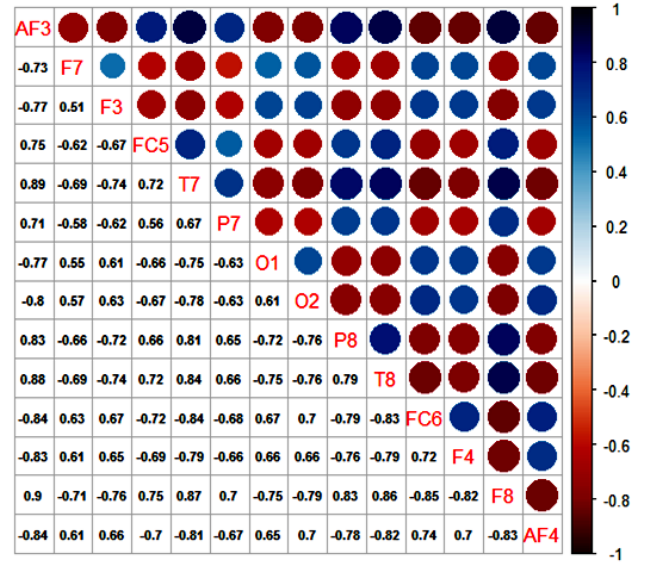 AF3
-0.73 F7
-0.77 0.51 F3
0.75 -0.62 -0.67 FC5
0.89 -0.69 -0.74 0.72 T7
0.71 -0.58 -0.62 0.56 0.67 P7
-0.77 0.55 0.61 -0.66 -0.75 -0.63 O1
-0.8 0.57 0.63 -0.67 -0.78 -0.63 0.61 O2
0.83 -0.66 -0.72 0.66 0.81 0.65 -0.72 -0.76 P8
0.88 -0.69 -0.74 0.72 0.84 0.66 -0.75 -0.76 0.79 T8
-0.84 0.63 0.67 -0.72 -0.84 -0.68 0.67 0.7 -0.79 -0.83 FC6
-0.83 0.61 0.65 -0.69 -0.79 -0.66 0.66 0.66 -0.76 -0.79 0.72 F4
0.9 -0.71 -0.76 0.75 0.87 0.7 -0.75 -0.79 0.83 0.86 -0.85 -0.82 F8
-0.84 0.61 0.66 -0.7 -0.81 -0.67 0.65 0.7 -0.78 -0.82 0.74 0.7 -0.83 AF4
1
0.8
0.6
0.4
0.2
0
-0.2
-0.4
-0.6
-0.8
-1